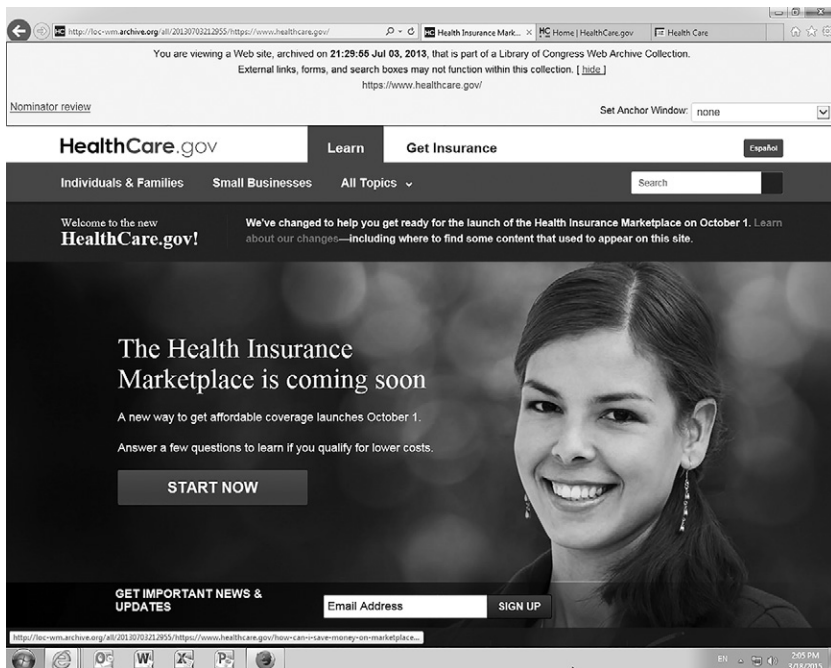 http://loc-wm.archive.org/all/20130703212955/https://www.healthcare.gov/
Health Insurance Mark...
Home | HealthCare.gov
Health Care
You are viewing a Web site, archived on 21:29:55 Jul 03, 2013, that is part of a Library of Congress Web Archive Collection.
External links, forms, and search boxes may not function within this collection. [ hide ]
https://www.healthcare.gov/
Nominator review
Set Anchor Window: none
HealthCare.gov
Learn
Get Insurance
Español
Individuals & Families
Small Businesses
All Topics
Search
Welcome to the new
HealthCare.gov!
We've changed to help you get ready for the launch of the Health Insurance Marketplace on October 1. Learn
about our changes—including where to find some content that used to appear on this site.
The Health Insurance
Marketplace is coming soon
A new way to get affordable coverage launches October 1.
Answer a few questions to learn if you qualify for lower costs.
START NOW
GET IMPORTANT NEWS &
UPDATES
Email Address
SIGN UP
http://loc-wm.archive.org/all/20130703212955/https://www.healthcare.gov/how-can-i-save-money-on-marketplace...
EN
2:05 PM
3/18/2015